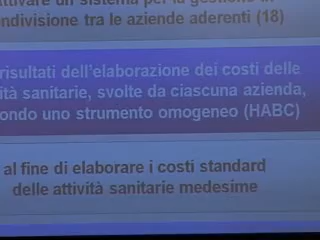 attivare un sistema per la gestione in
ndivisione tra le aziende aderenti (18)
risultati dell'elaborazione dei costi delle
ità sanitarie, svolte da ciascuna azienda,
ondo uno strumento omogeneo (HABC)
al fine di elaborare i costi standard
delle attività sanitarie medesime